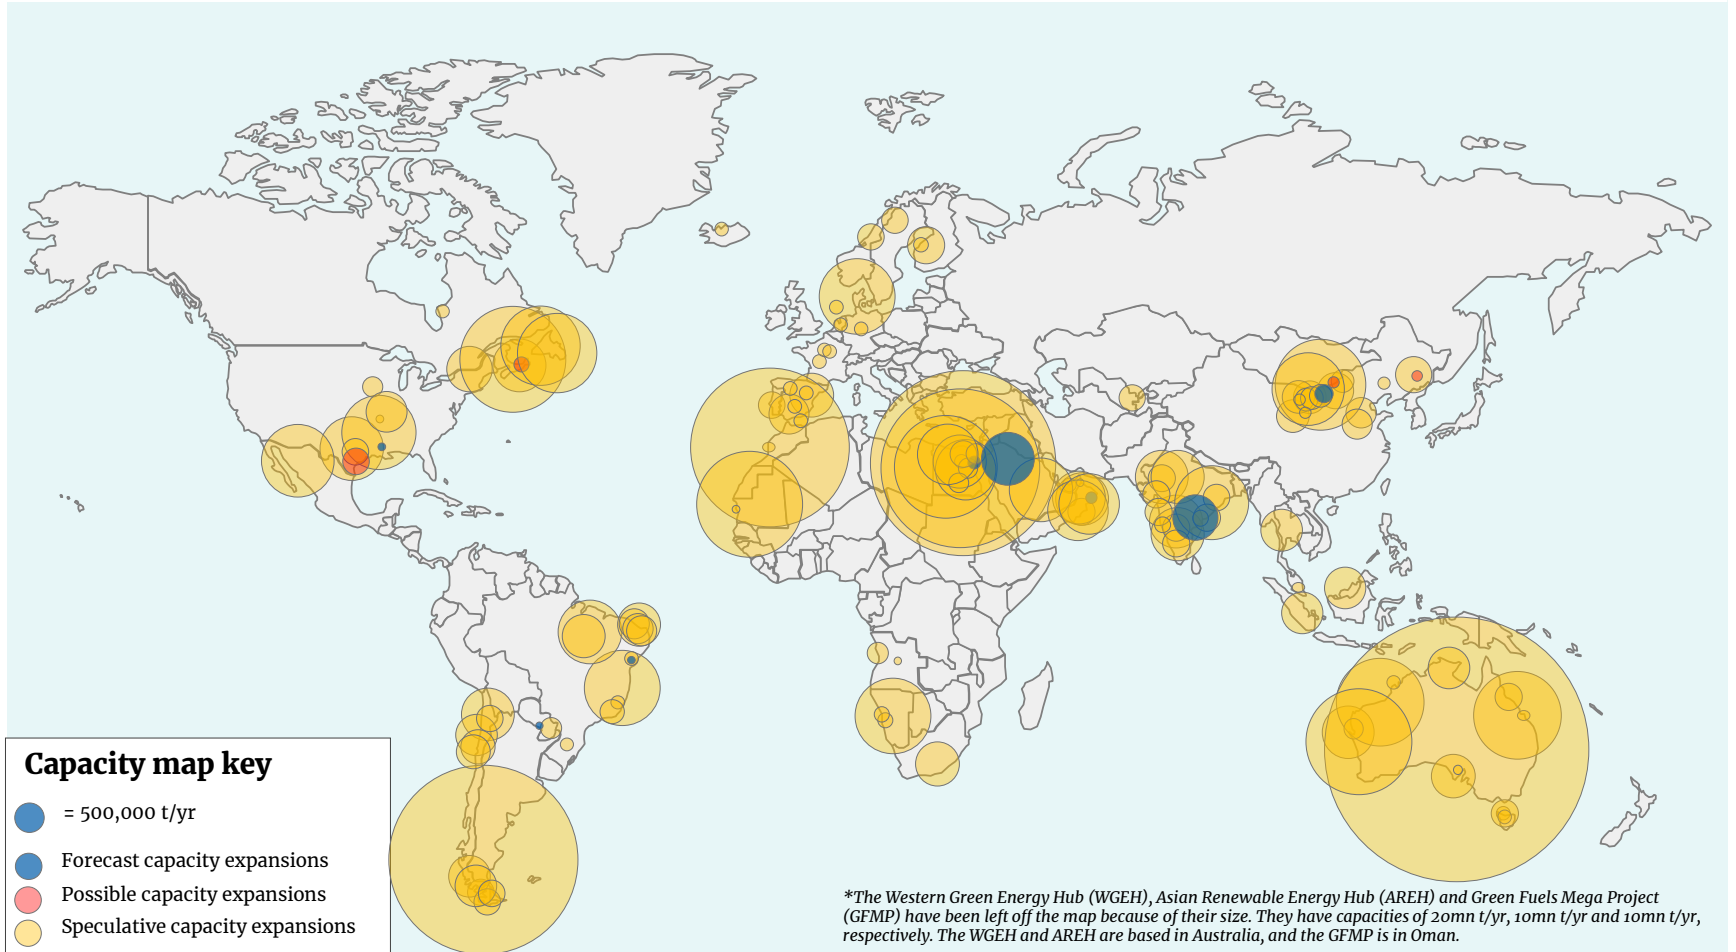 Capacity map key
= 500,000 t/yr
Forecast capacity expansions
Possible capacity expansions
Speculative capacity expansions
*The Western Green Energy Hub (WGEH), Asian Renewable Energy Hub (AREH) and Green Fuels Mega Project
(GFMP) have been left off the map because of their size. They have capacities of 20mn t/yr, 10mn t/yr and 10mn t/yr,
respectively. The WGEH and AREH are based in Australia, and the GFMP is in Oman.